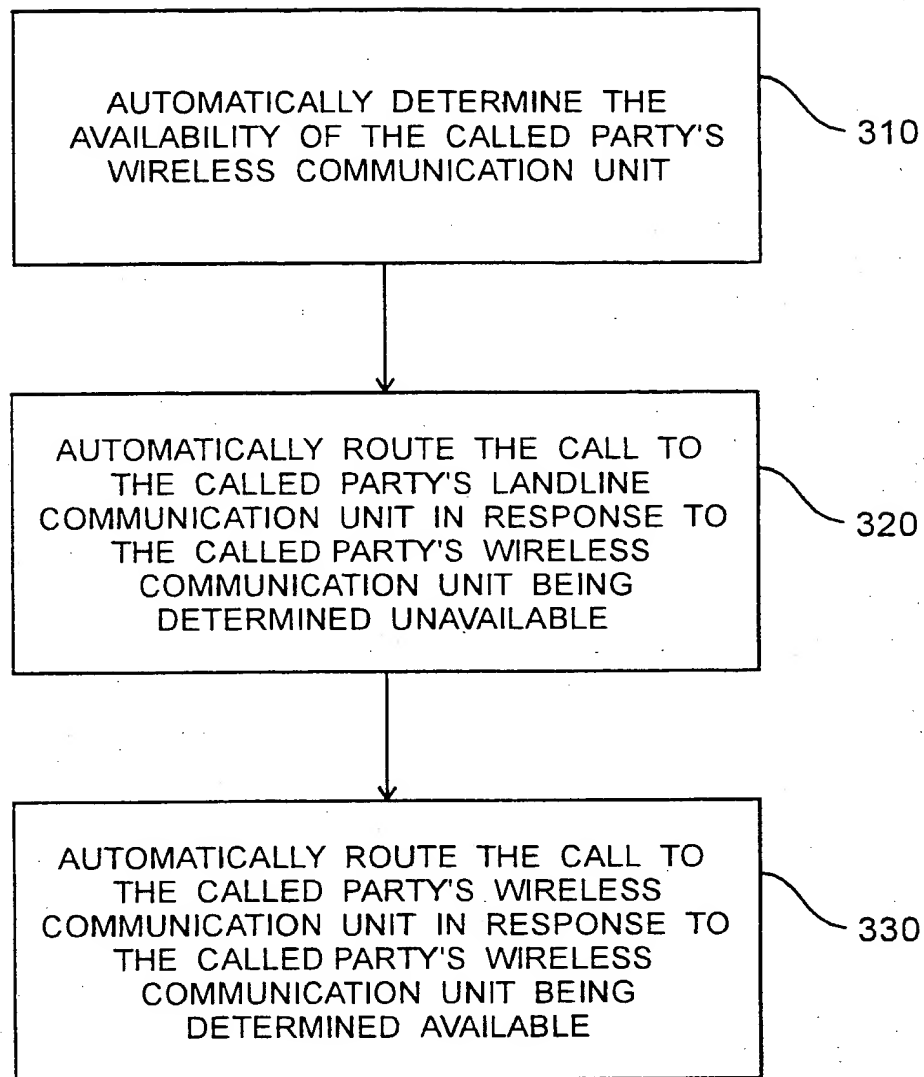 AUTOMATICALLY DETERMINE THE
AVAILABILITY OF THE CALLED PARTY'S
WIRELESS COMMUNICATION UNIT
310
AUTOMATICALLY ROUTE THE CALL TO
THE CALLED PARTY'S LANDLINE
COMMUNICATION UNIT IN RESPONSE TO
THE CALLED PARTY'S WIRELESS
COMMUNICATION UNIT BEING
DETERMINED UNAVAILABLE
320
AUTOMATICALLY ROUTE THE CALL TO
THE CALLED PARTY'S WIRELESS
COMMUNICATION UNIT IN RESPONSE TO
THE CALLED PARTY'S WIRELESS
COMMUNICATION UNIT BEING
DETERMINED AVAILABLE
330